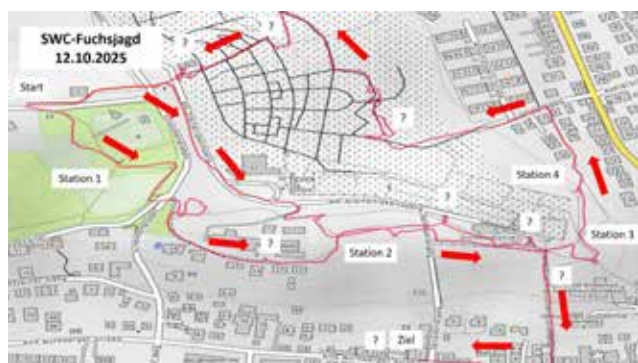 SWC-Fuchsjagd
12.10.2025
?
?
Start
?
Station 1
Station 4
?
?
?
Station 2
Station 3
?
? Ziel